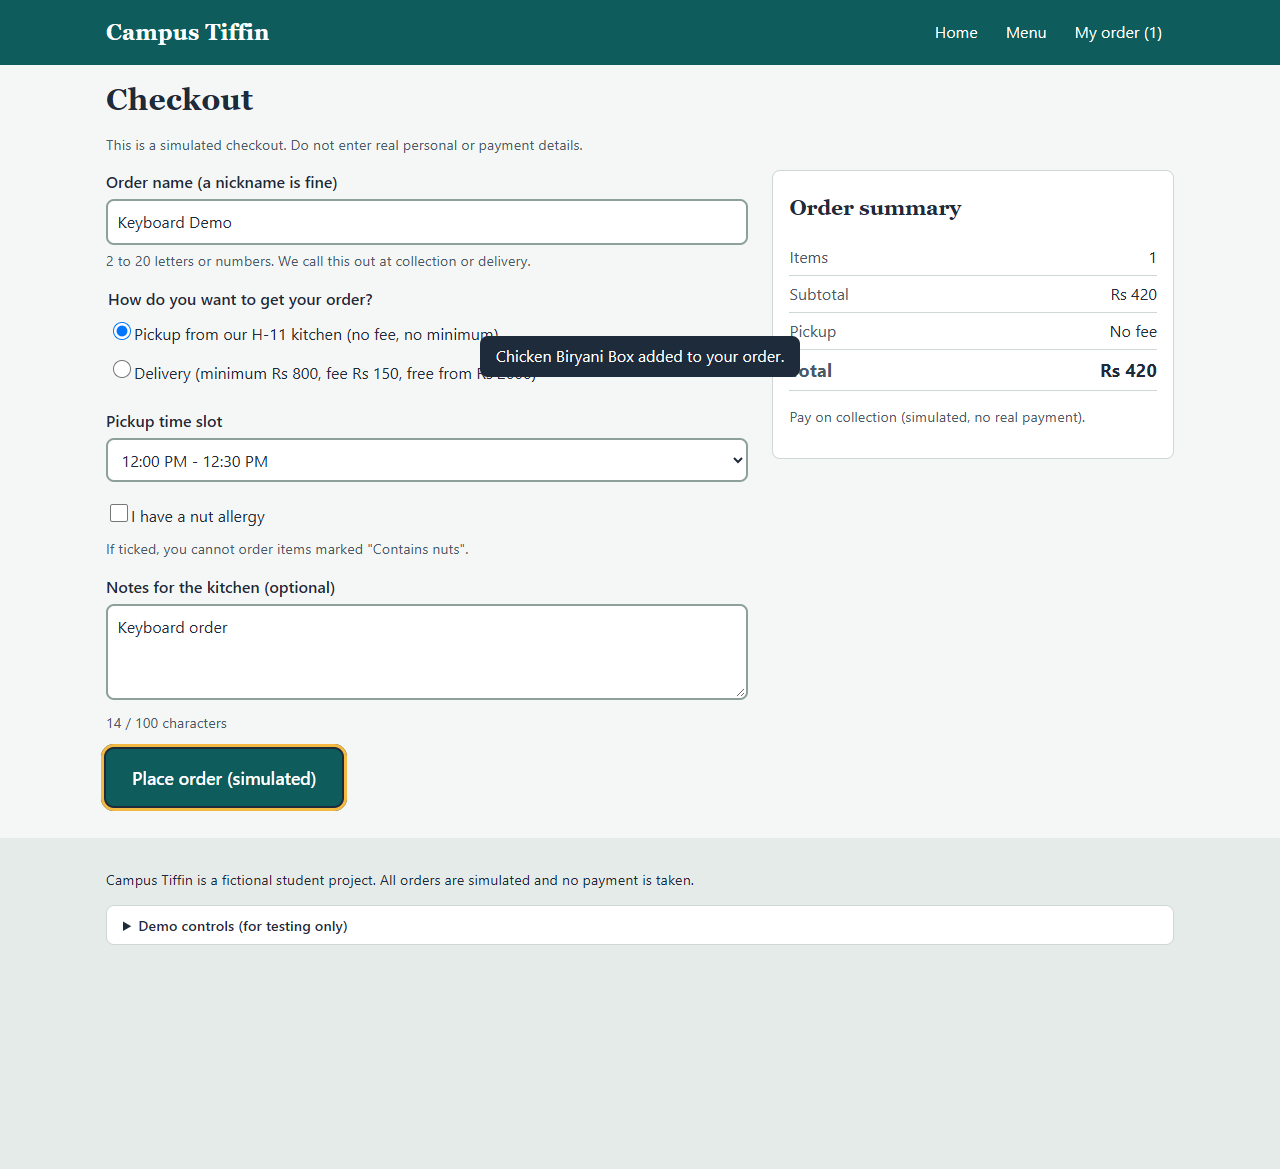 Campus Tiffin
Home Menu My order (1)
Checkout
This is a simulated checkout. Do not enter real personal or payment details.
Order name (a nickname is fine)
Keyboard Demo
2 to 20 letters or numbers. We call this out at collection or delivery.
How do you want to get your order?
Pickup from our H-11 kitchen (no fee, no minimum)
Delivery (minimum Rs 800, fee Rs 150, free from
Chicken Biryani Box added to your order.
Pickup time slot
12:00 PM - 12:30 PM
I have a nut allergy
If ticked, you cannot order items marked "Contains nuts".
Notes for the kitchen (optional)
Keyboard order
14 / 100 characters
Place order (simulated)
Order summary
Items 1
Subtotal Rs 420
Pickup No fee
Rs 420
Pay on collection (simulated, no real payment).
Campus Tiffin is a fictional student project. All orders are simulated and no payment is taken.
Demo controls (for testing only)